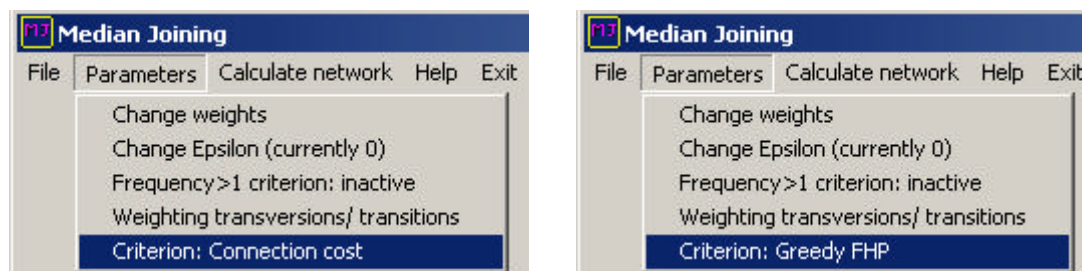 MJ Median Joining
File Parameters Calculate network Help Exit
Change weights
Change Epsilon (currently 0)
Frequency>1 criterion: inactive
Weighting transversions/ transitions
Criterion: Connection cost
MJ Median Joining
File Parameters Calculate network Help Exit
Change weights
Change Epsilon (currently 0)
Frequency>1 criterion: inactive
Weighting transversions/ transitions
Criterion: Greedy FHP